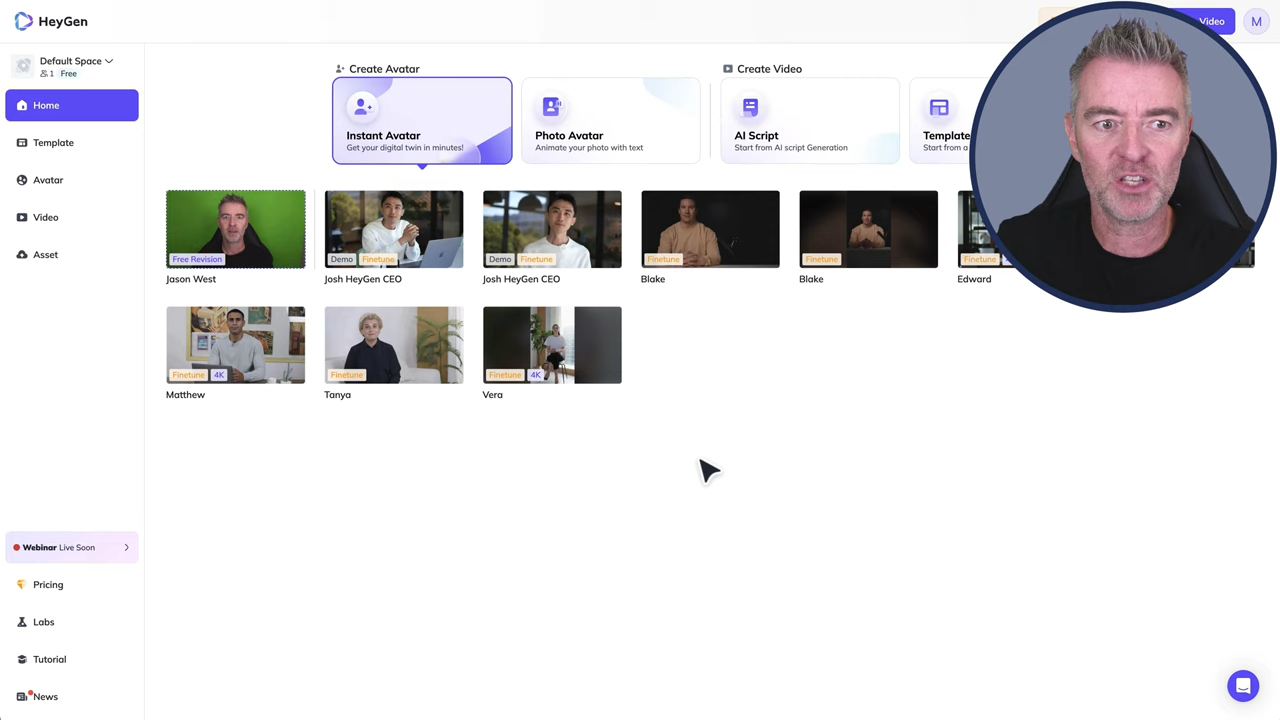 HeyGen
Video
M
Default Space
1 Free
Home
Template
Avatar
Video
Asset
Webinar Live Soon
Pricing
Labs
Tutorial
News
Create Avatar
Create Video
Instant Avatar
Get your digital twin in minutes!
Photo Avatar
Animate your photo with text
AI Script
Start from AI script Generation
Template
Start from a
Free Revision
Jason West
Demo Finetune
Josh HeyGen CEO
Demo Finetune
Josh HeyGen CEO
Finetune
Blake
Finetune
Blake
Finetune
Edward
Finetune 4K
Matthew
Finetune
Tanya
Finetune 4K
Vera